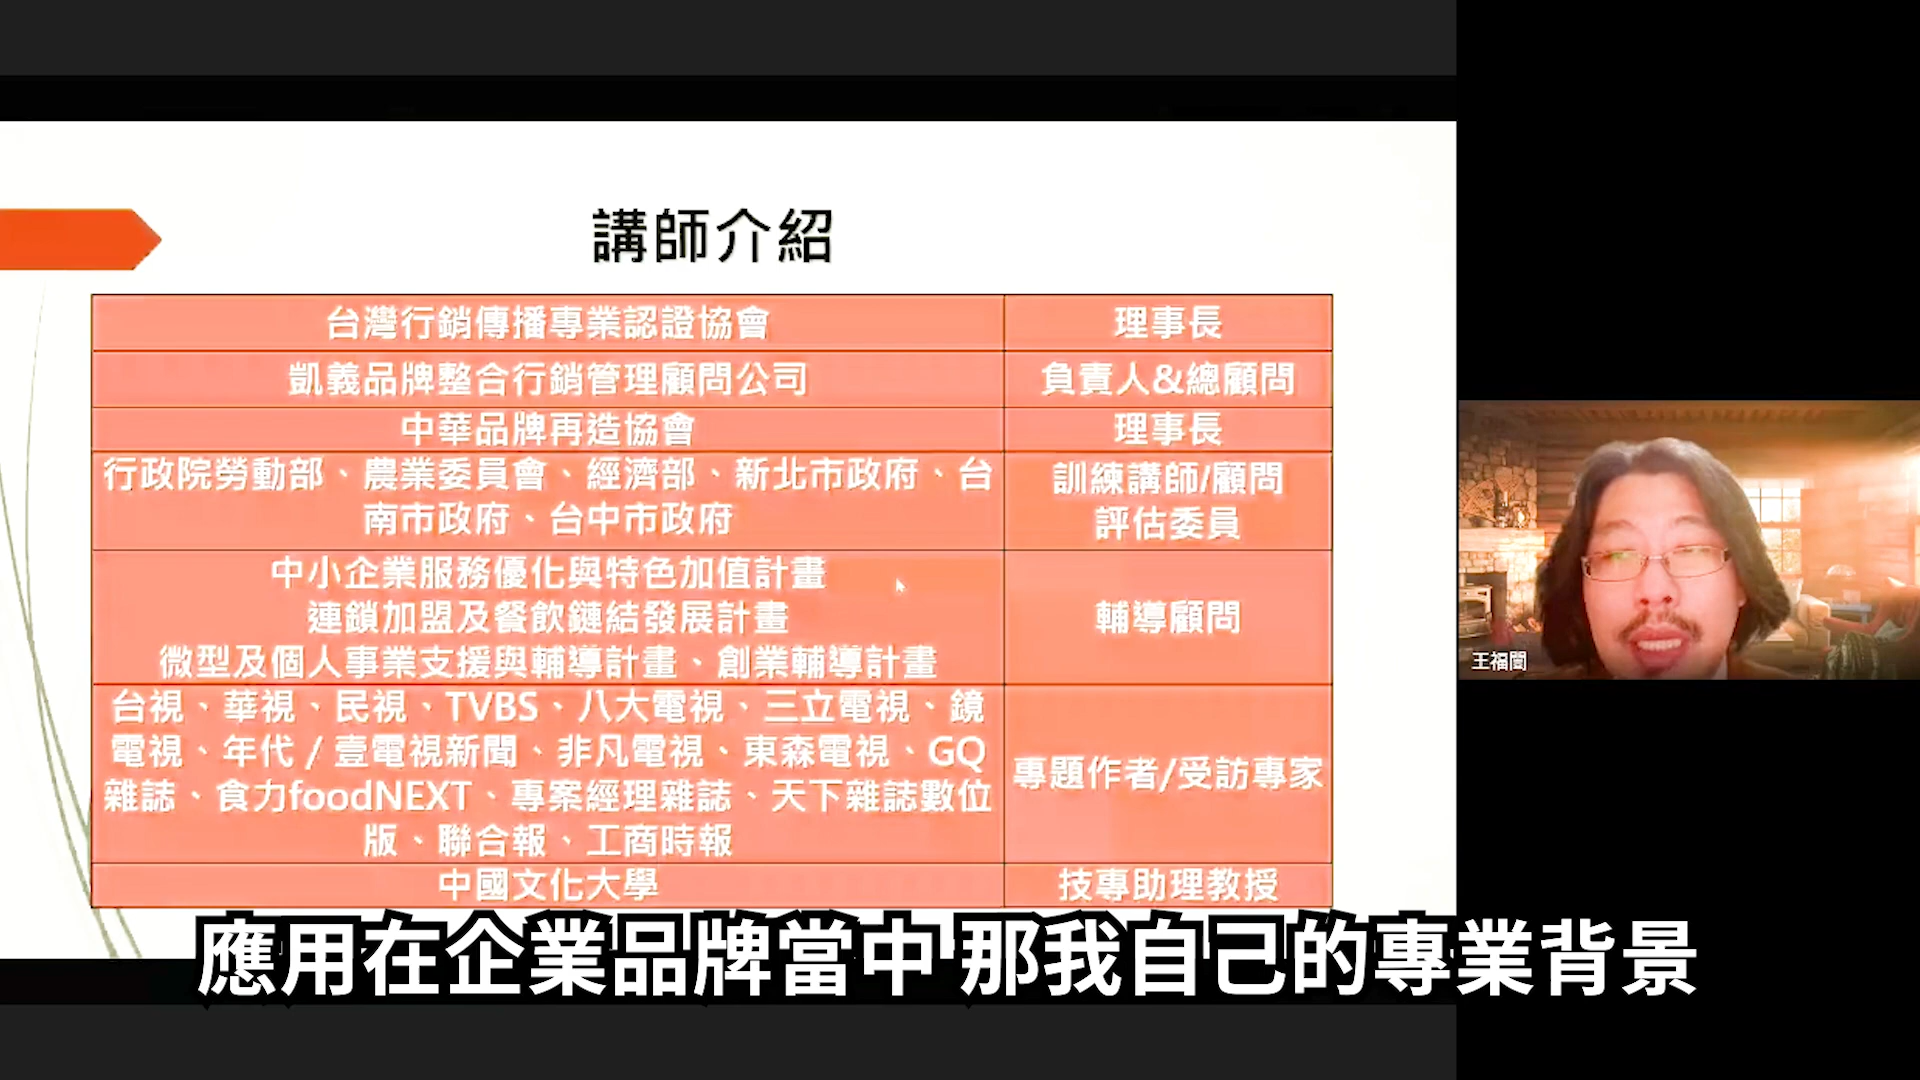 講師介紹
台灣行銷傳播專業認證協會
理事長
凱義品牌整合行銷管理顧問公司
負責人&總顧問
中華品牌再造協會
理事長
行政院勞動部、農業委員會、經濟部、新北市政府、台
南市政府、台中市政府
訓練講師/顧問
評估委員
中小企業服務優化與特色加值計畫
連鎖加盟及餐飲鏈結發展計畫
微型及個人事業支援與輔導計畫、創業輔導計畫
輔導顧問
台視、華視、民視、TVBS、八大電視、三立電視、鏡
電視、年代 / 壹電視新聞、非凡電視、東森電視、GQ
雜誌、食力foodNEXT、專案經理雜誌、天下雜誌數位
版、聯合報、工商時報
專題作者/受訪專家
中國文化大學
技專助理教授
王福闓
應用在企業品牌當中 那我自己的專業背景